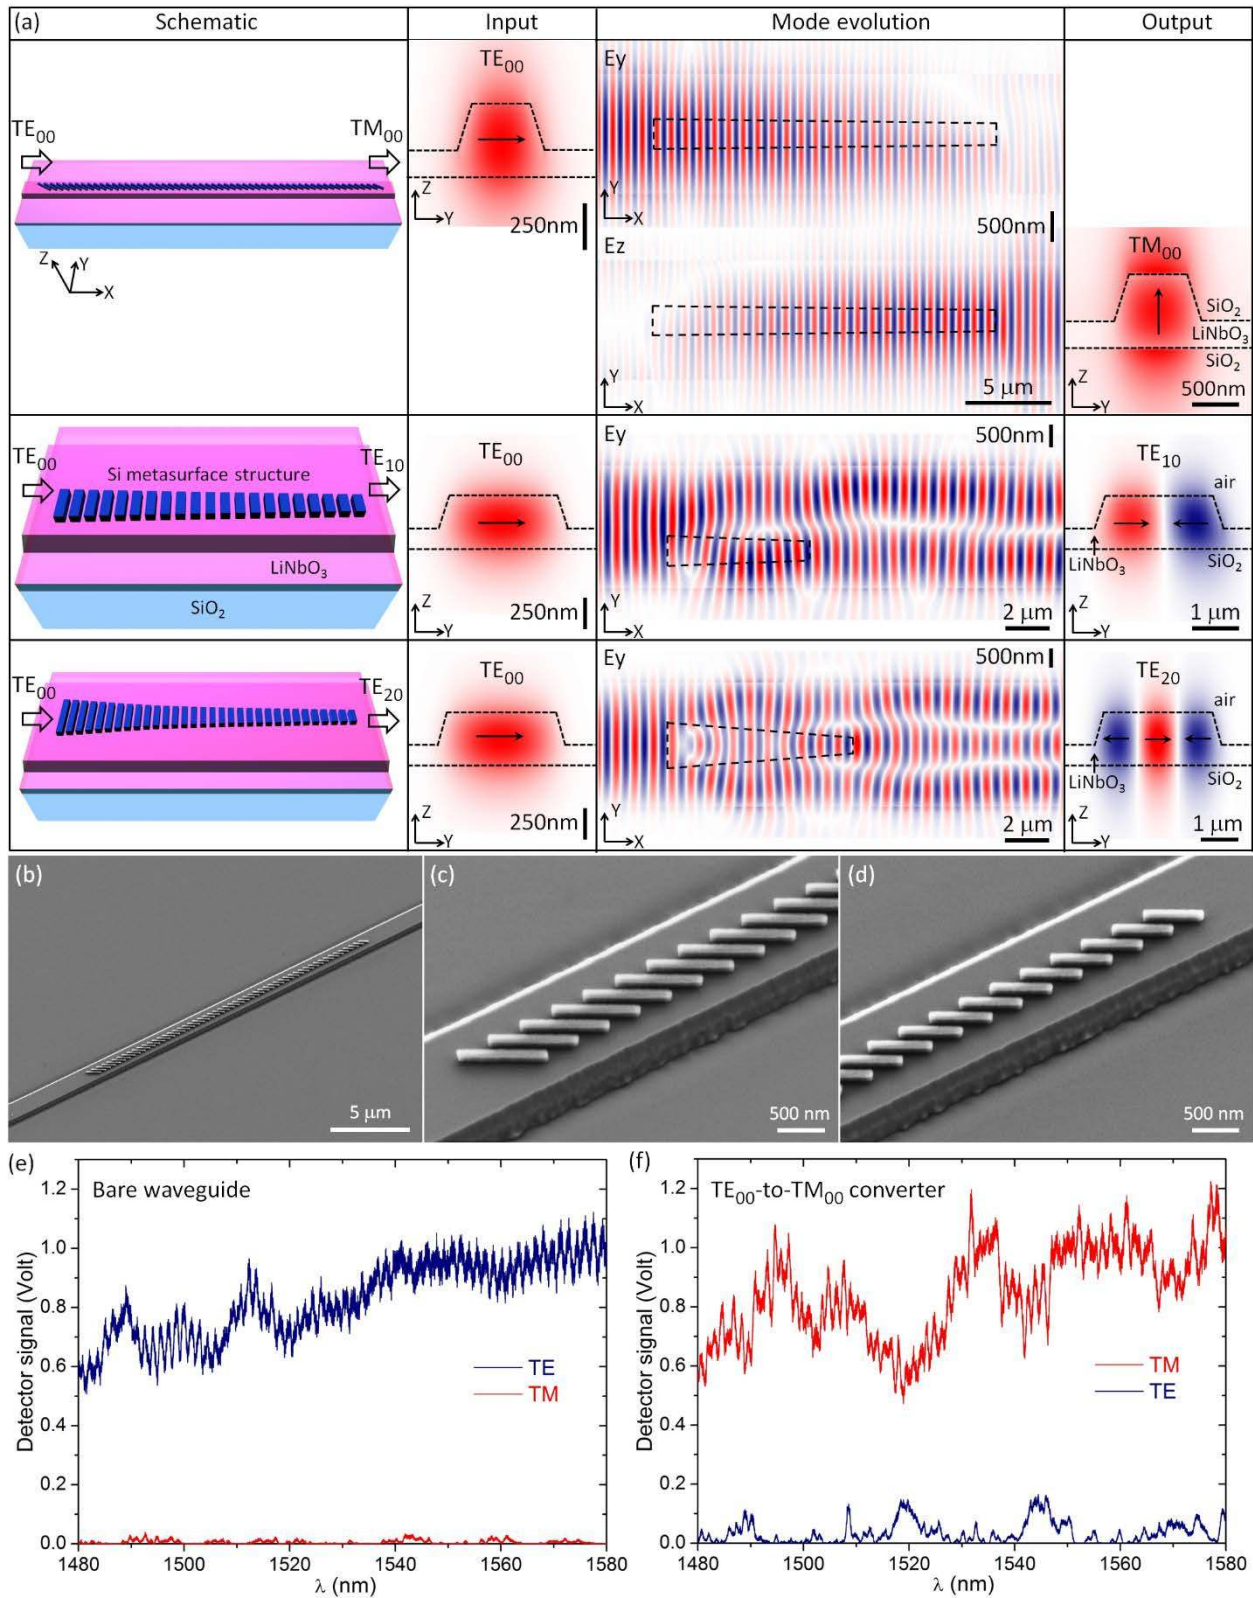 (a) Schematic Input Mode evolution Output
TE00 TM00
Z Y X
TE00
Z Y 250nm
Ey
Y X 500nm
Ez
Y X 5 μm
TM00
SiO2
LiNbO3
SiO2
Z Y 500nm
TE00 TE10
Si metasurface structure
LiNbO3
SiO2
TE00
Z Y 250nm
Ey 500nm
Y X 2 μm
TE10
air
LiNbO3 SiO2
Z Y 1 μm
TE00 TE20
TE00
Z Y 250nm
Ey 500nm
Y X 2 μm
TE20
air
LiNbO3 SiO2
Z Y 1 μm
(b) 5 μm
(c) 500 nm
(d) 500 nm
(e) Bare waveguide
Detector signal (Volt)
1.2
1.0
0.8
0.6
0.4
0.2
0.0
TE
TM
1480 1500 1520 1540 1560 1580
λ (nm)
(f) TE00-to-TM00 converter
Detector signal (Volt)
1.2
1.0
0.8
0.6
0.4
0.2
0.0
TM
TE
1480 1500 1520 1540 1560 1580
λ (nm)